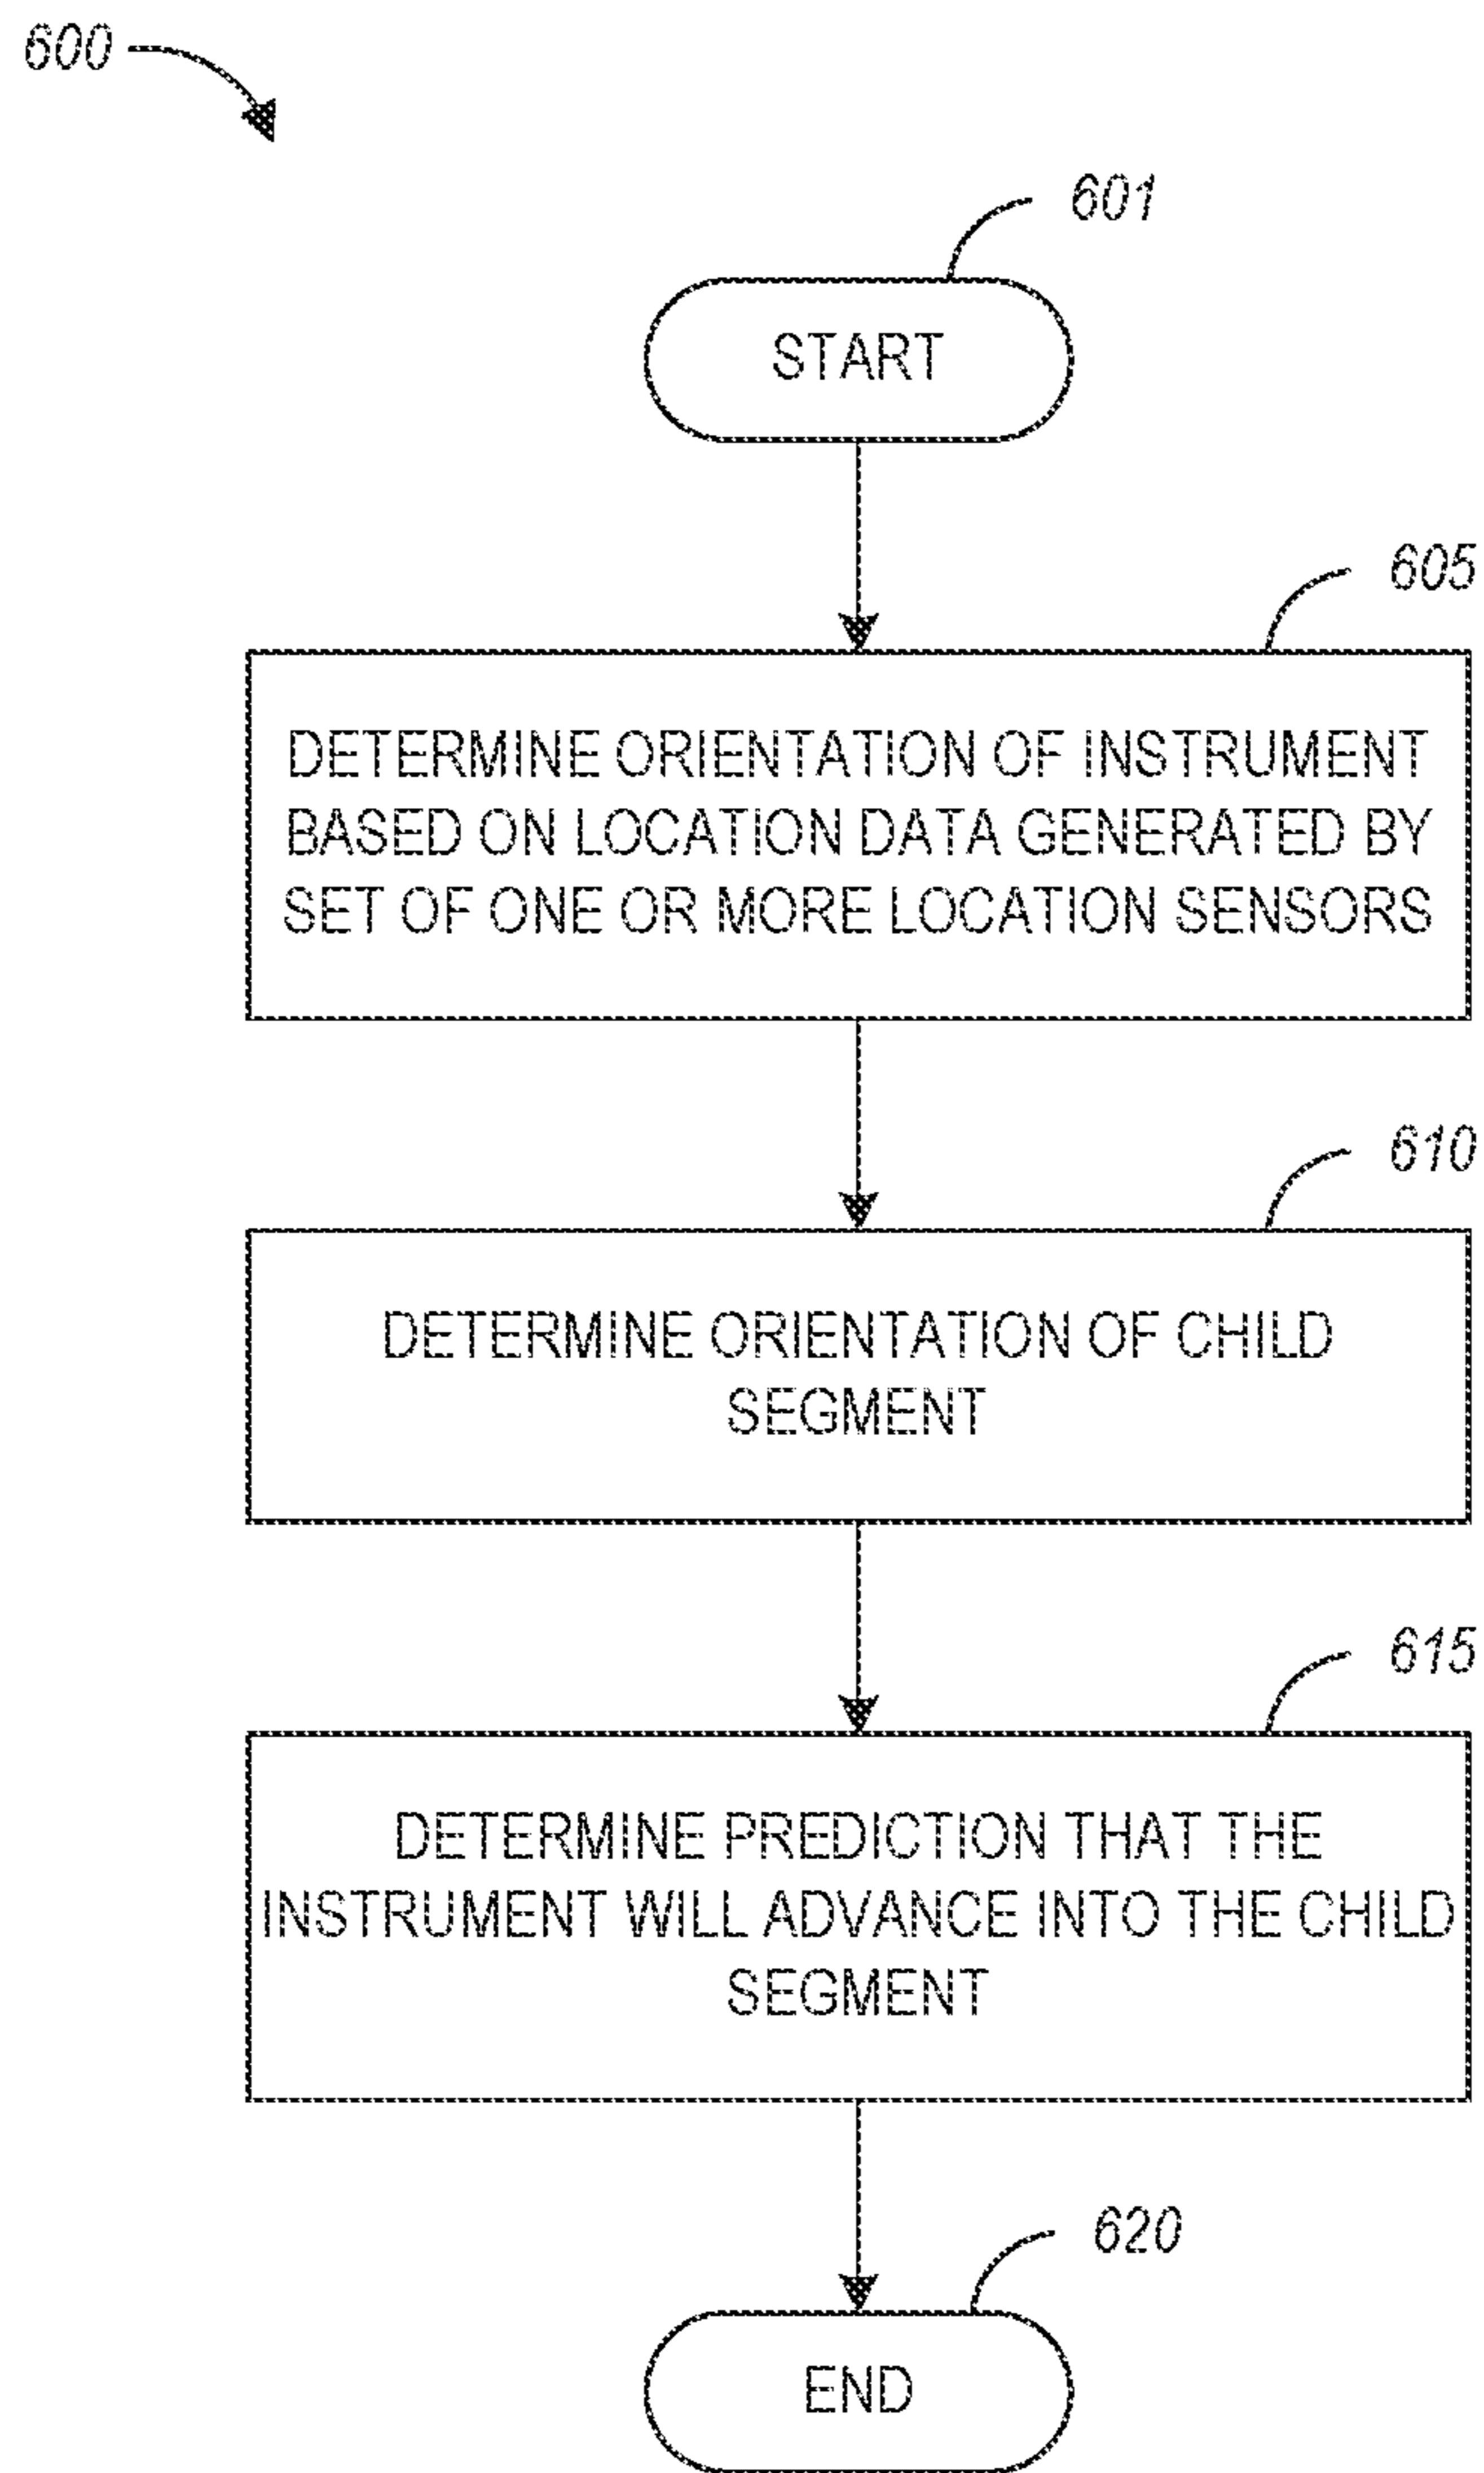 600
601
START
605
DETERMINE ORIENTATION OF INSTRUMENT
BASED ON LOCATION DATA GENERATED BY
SET OF ONE OR MORE LOCATION SENSORS
610
DETERMINE ORIENTATION OF CHILD
SEGMENT
615
DETERMINE PREDICTION THAT THE
INSTRUMENT WILL ADVANCE INTO THE CHILD
SEGMENT
620
END